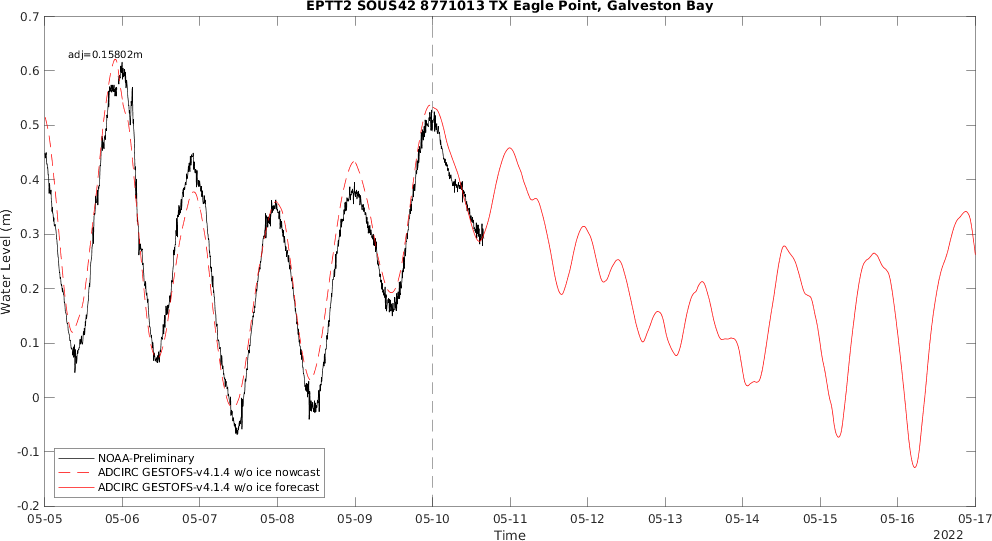 EPTT2 SOUS42 8771013 TX Eagle Point, Galveston Bay
adj=0.15802m
0.7
0.6
0.5
0.4
0.3
0.2
0.1
0
-0.1
-0.2
Water Level (m)
NOAA-Preliminary
ADCIRC GESTOFS-v4.1.4 w/o ice nowcast
ADCIRC GESTOFS-v4.1.4 w/o ice forecast
05-05 05-06 05-07 05-08 05-09 05-10 05-11 05-12 05-13 05-14 05-15 05-16 05-17
Time
2022